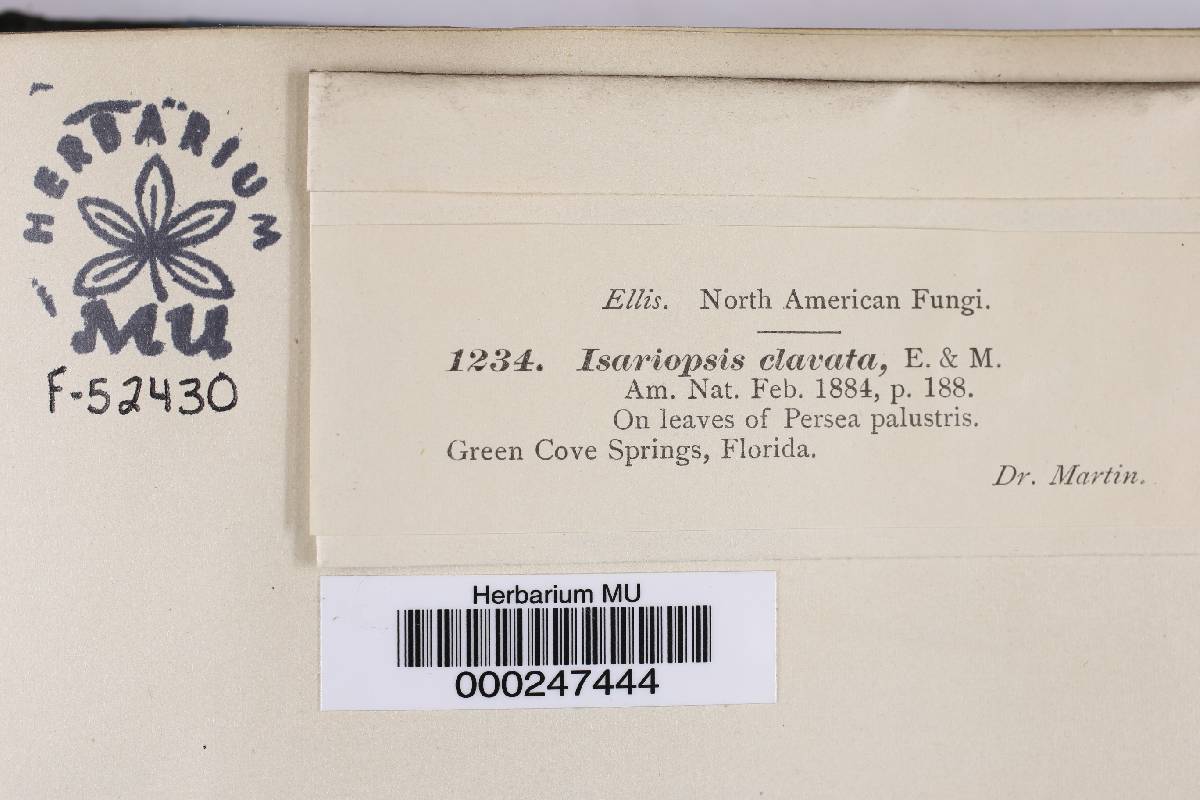 HERBARIUM
MU
F-52430
Ellis. North American Fungi.
1234. Isariopsis clavata, E. & M.
Am. Nat. Feb. 1884, p. 188.
On leaves of Persea palustris.
Green Cove Springs, Florida.
Dr. Martin.
Herbarium MU
000247444